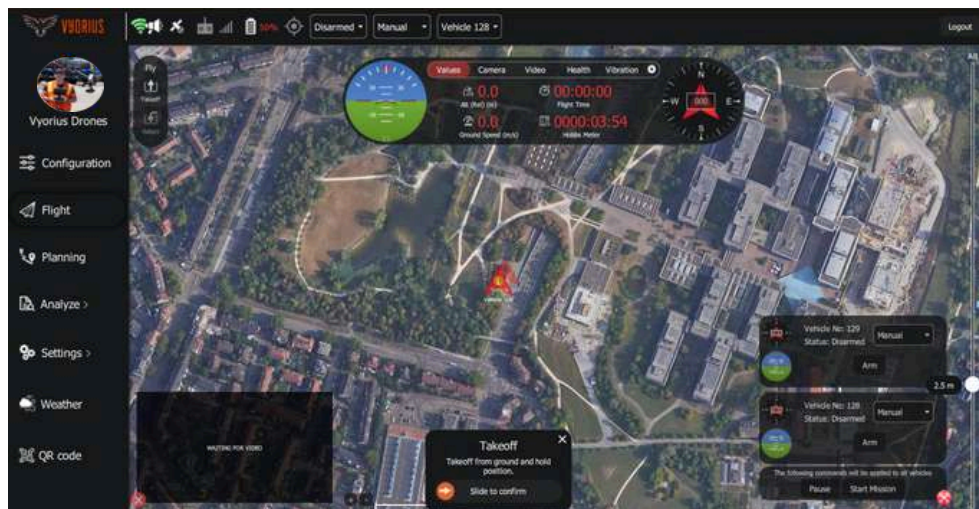 VYORIUS
50%
Disarmed
Manual
Vehicle 128
Logout
Vyorius Drones
Configuration
Flight
Planning
Analyze >
Settings >
Weather
QR code
Fly
Takeoff
Values Camera Video Health Vibration
0.0 00:00:00
Alt (Rel) (m) Flight Time
0.0 0000:03:54
Ground Speed (m/s) Hobbs Meter
N
W 000 E
S
Vehicle 128
WAITING FOR VIDEO
Takeoff
Takeoff from ground and hold
position.
Slide to confirm
Vehicle No: 129
Status: Disarmed
Manual
Arm
2.5 m
Vehicle No: 128
Status: Disarmed
Manual
Arm
The following commands will be applied to all vehicles
Pause Start Mission